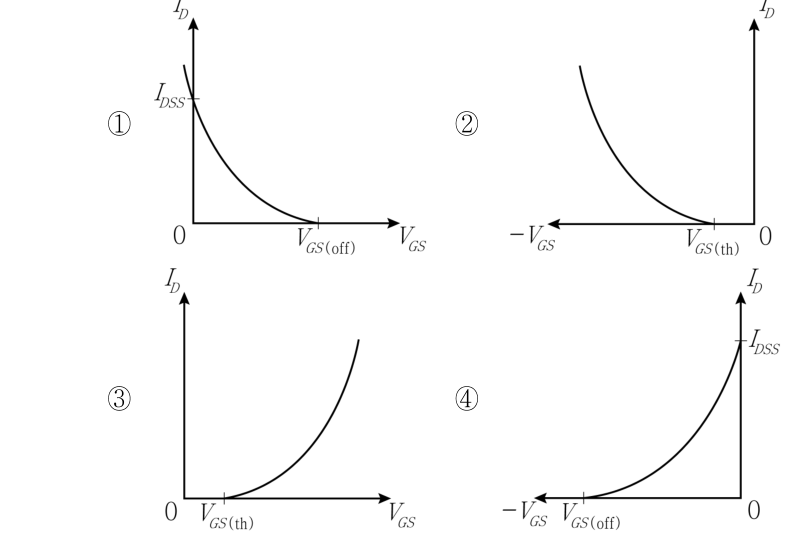 ① I_D I_DSS 0 V_GS(off) V_GS
② I_D −V_GS V_GS(th) 0
③ I_D 0 V_GS(th) V_GS
④ I_D I_DSS −V_GS V_GS(off) 0